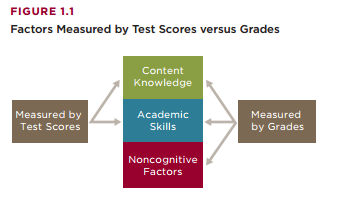 FIGURE 1.1
Factors Measured by Test Scores versus Grades
Content
Knowledge
Measured by
Test Scores
Academic
Skills
Measured
by Grades
Noncognitive
Factors